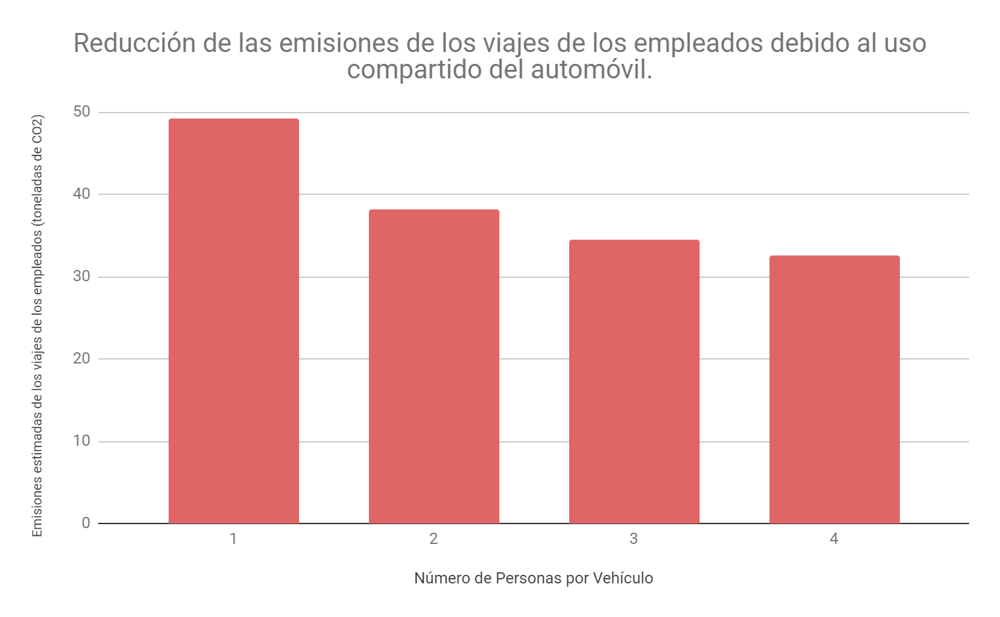 Reducción de las emisiones de los viajes de los empleados debido al uso
compartido del automóvil.
Emisiones estimadas de los viajes de los empleados (toneladas de CO2)
50
40
30
20
10
0
1
2
3
4
Número de Personas por Vehículo